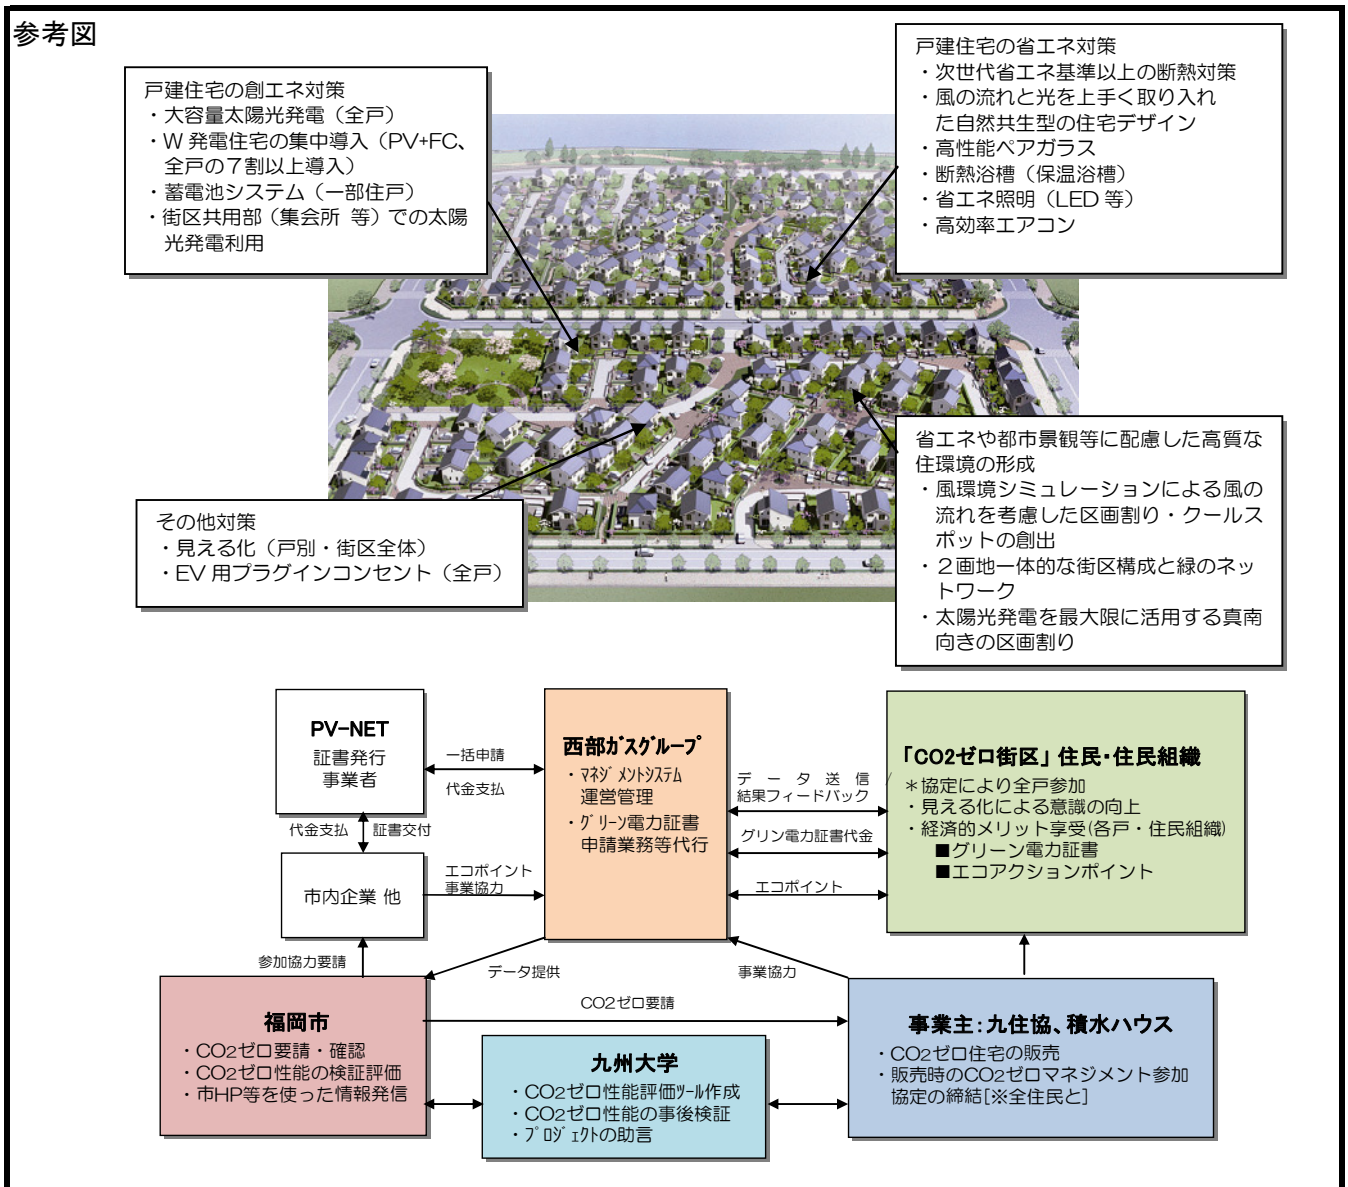 参考図
戸建住宅の創エネ対策
・大容量太陽光発電（全戸）
・W 発電住宅の集中導入（PV+FC、
全戸の７割以上導入）
・蓄電池システム（一部住戸）
・街区共用部（集会所 等）での太陽
光発電利用
戸建住宅の省エネ対策
・次世代省エネ基準以上の断熱対策
・風の流れと光を上手く取り入れ
た自然共生型の住宅デザイン
・高性能ペアガラス
・断熱浴槽（保温浴槽）
・省エネ照明（LED 等）
・高効率エアコン
その他対策
・見える化（戸別・街区全体）
・EV 用プラグインコンセント（全戸）
省エネや都市景観等に配慮した高質な
住環境の形成
・風環境シミュレーションによる風の
流れを考慮した区画割り・クールス
ポットの創出
・２画地一体的な街区構成と緑のネッ
トワーク
・太陽光発電を最大限に活用する真南
向きの区画割り
PV-NET
証書発行
事業者
一括申請
代金支払
代金支払
証書交付
市内企業 他
エコポイント
事業協力
西部ｶﾞｽｸﾞﾙｰﾌﾟ
・ﾏﾈｼﾞﾒﾝﾄｼｽﾃﾑ
運営管理
・ｸﾞﾘｰﾝ電力証書
申請業務等代行
データ送信/
結果フィードバック
グリン電力証書代金
エコポイント
「CO2ゼロ街区」住民・住民組織
＊協定により全戸参加
・見える化による意識の向上
・経済的メリット享受(各戸・住民組織)
■グリーン電力証書
■エコアクションポイント
参加協力要請
データ提供
事業協力
CO2ゼロ要請
福岡市
・CO2ゼロ要請・確認
・CO2ゼロ性能の検証評価
・市HP等を使った情報発信
九州大学
・CO2ゼロ性能評価ﾂｰﾙ作成
・CO2ゼロ性能の事後検証
・ﾌﾟﾛｼﾞｪｸﾄの助言
事業主：九住協、積水ハウス
・CO2ゼロ住宅の販売
・販売時のCO2ゼロマネジメント参加
協定の締結[※全住民と]